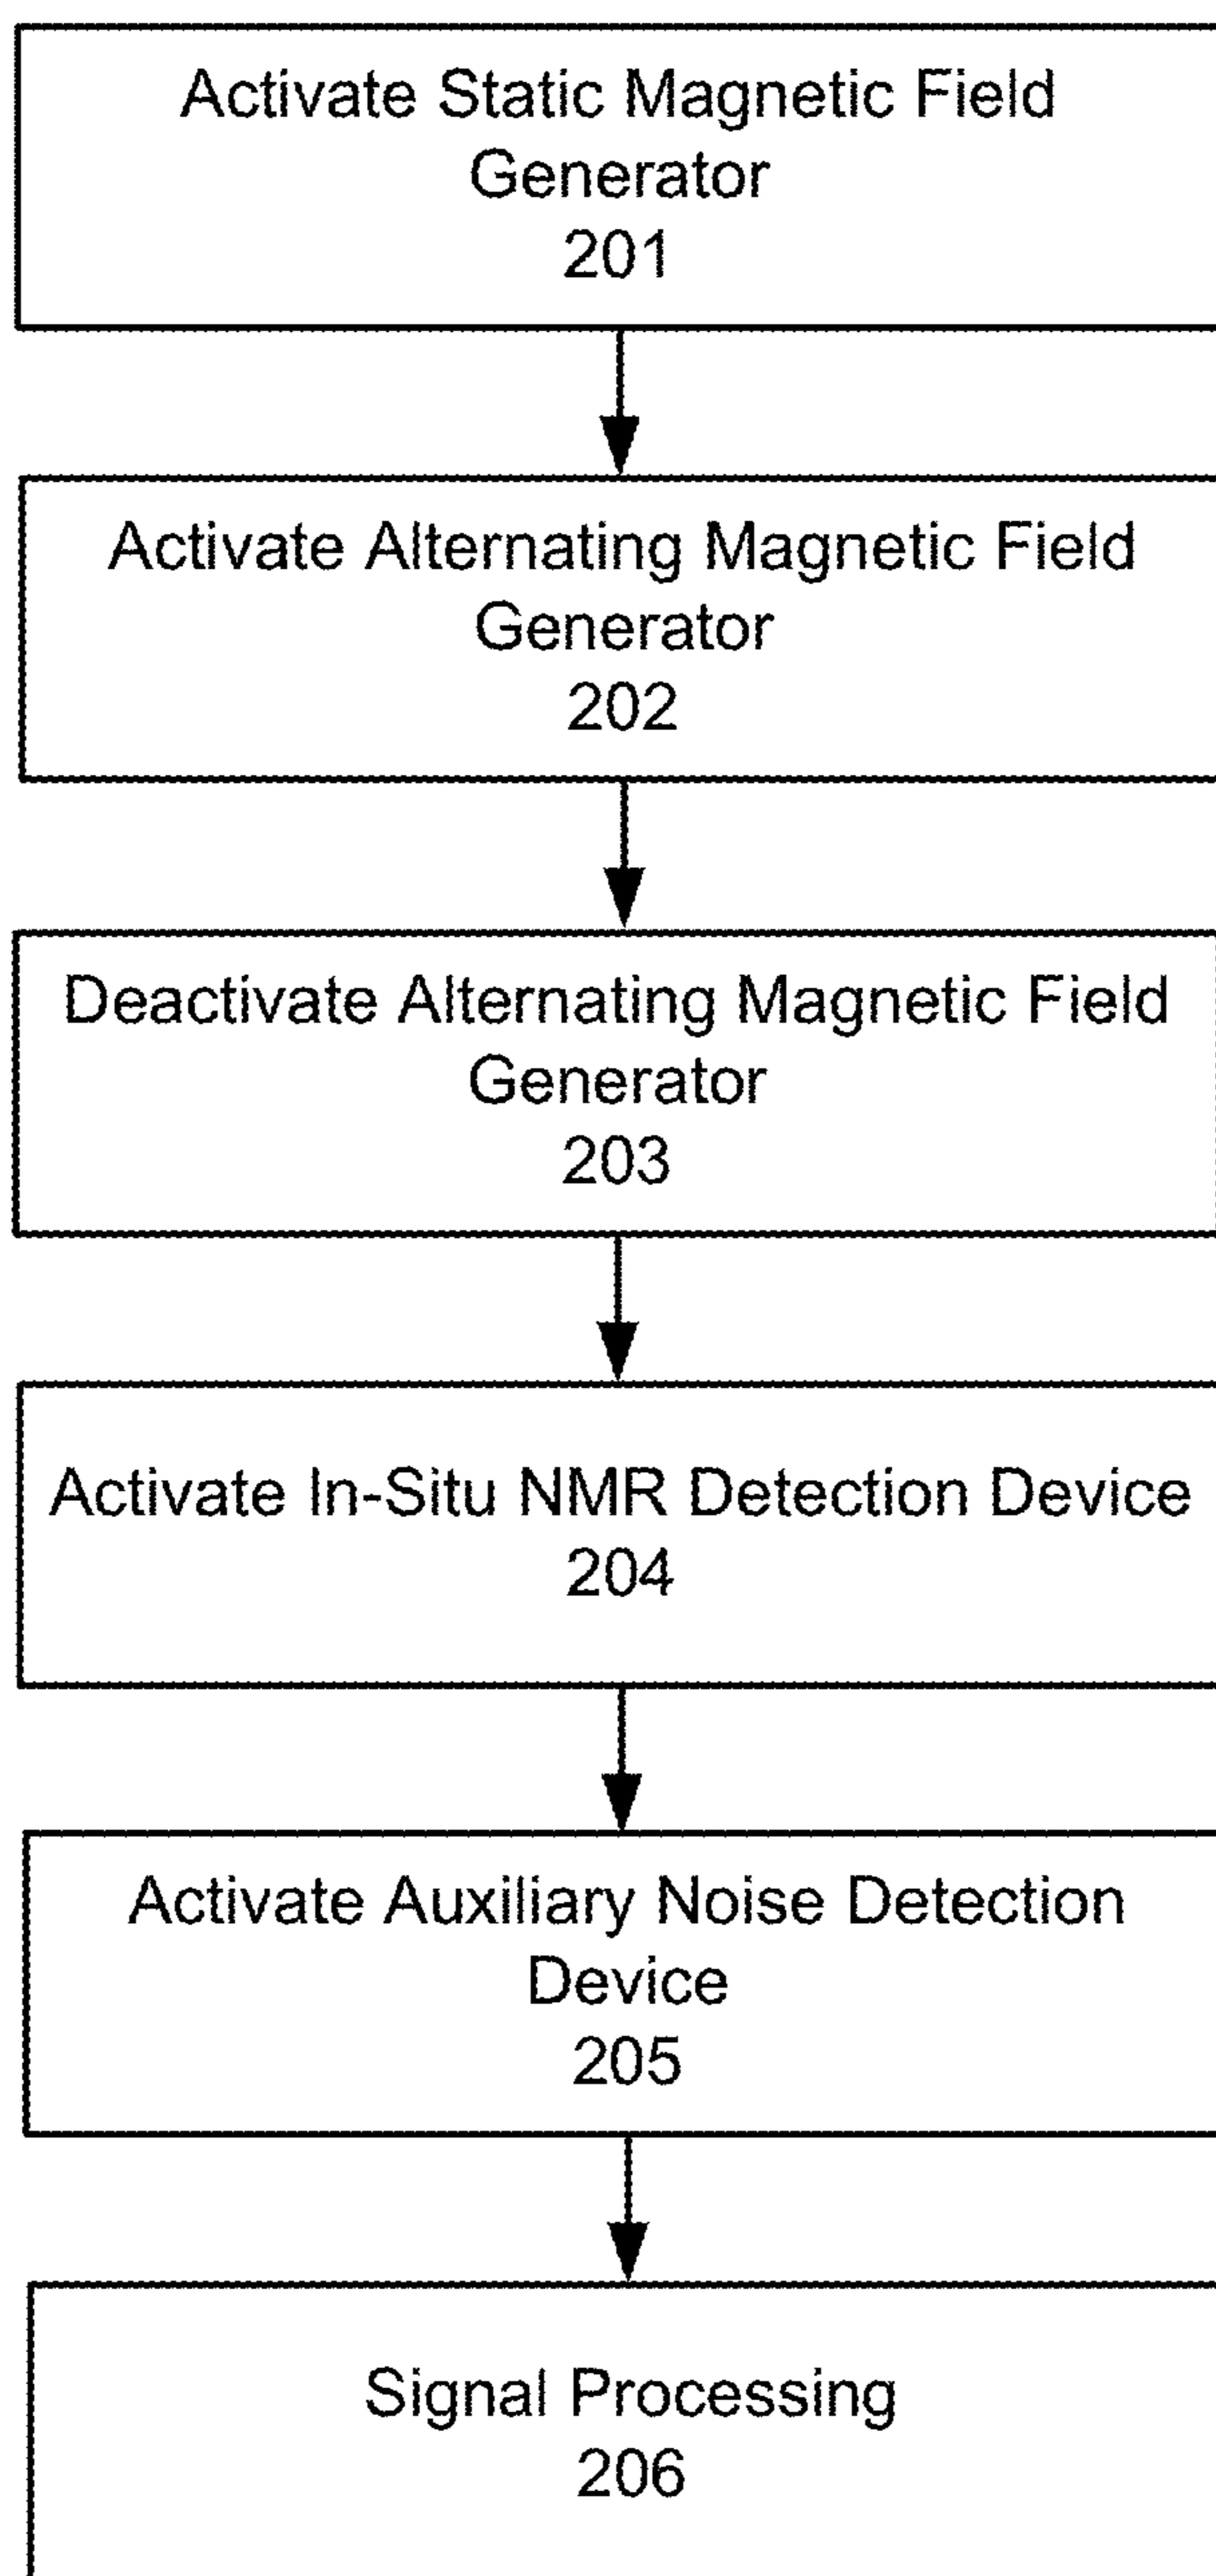 Activate Static Magnetic Field
Generator
201
Activate Alternating Magnetic Field
Generator
202
Deactivate Alternating Magnetic Field
Generator
203
Activate In-Situ NMR Detection Device
204
Activate Auxiliary Noise Detection
Device
205
Signal Processing
206